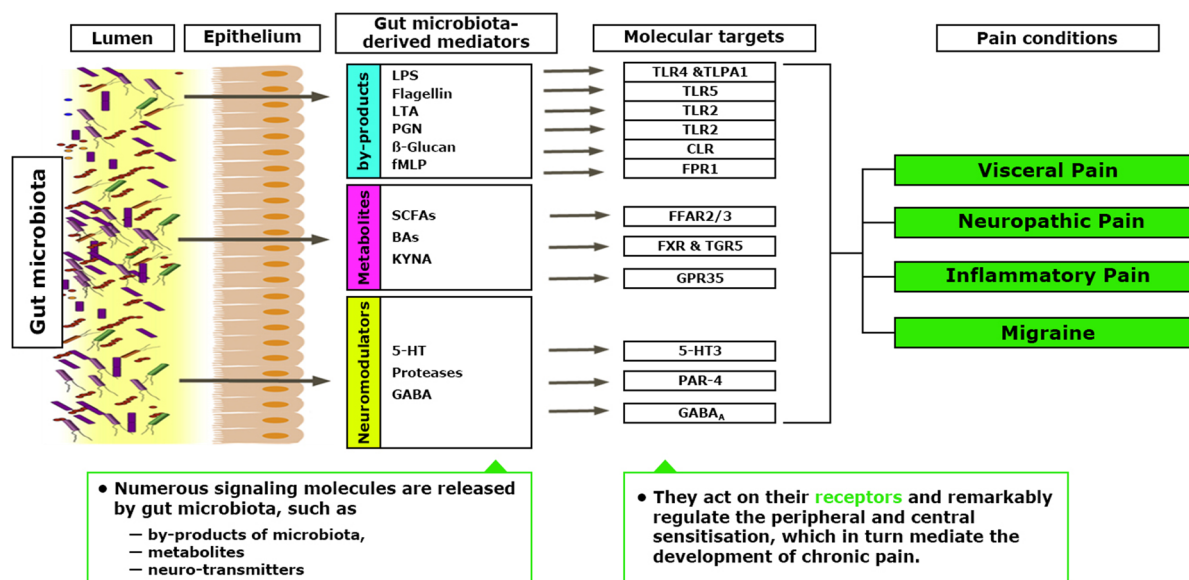 Lumen
Epithelium
Gut microbiota-
derived mediators
Molecular targets
Pain conditions
Gut microbiota
by-products
LPS
Flagellin
LTA
PGN
ß-Glucan
fMLP
TLR4 &TLPA1
TLR5
TLR2
TLR2
CLR
FPR1
Metabolites
SCFAs
BAs
KYNA
FFAR2/3
FXR & TGR5
GPR35
Neuromodulators
5-HT
Proteases
GABA
5-HT3
PAR-4
GABAA
Visceral Pain
Neuropathic Pain
Inflammatory Pain
Migraine
• Numerous signaling molecules are released
by gut microbiota, such as
— by-products of microbiota,
— metabolites
— neuro-transmitters
• They act on their receptors and remarkably
regulate the peripheral and central
sensitisation, which in turn mediate the
development of chronic pain.